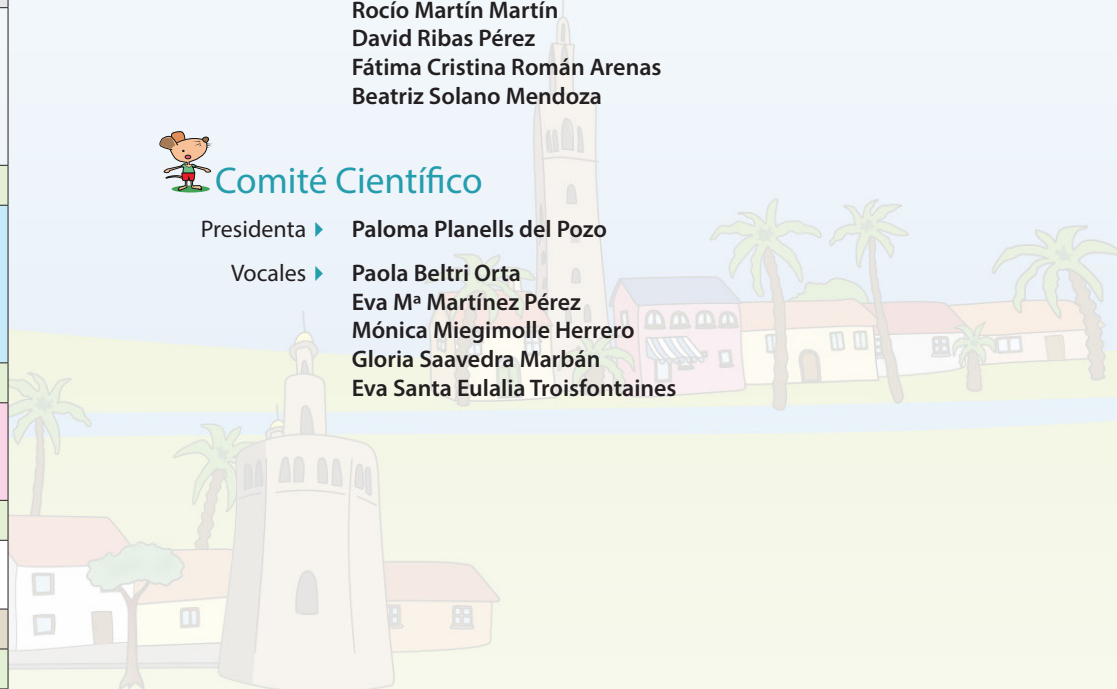 Rocío Martín Martín
David Ribas Pérez
Fátima Cristina Román Arenas
Beatriz Solano Mendoza
Comité Científico
Presidenta Paloma Planells del Pozo
Vocales Paola Beltri Orta
Eva Mª Martínez Pérez
Mónica Miegimolle Herrero
Gloria Saavedra Marbán
Eva Santa Eulalia Troisfontaines